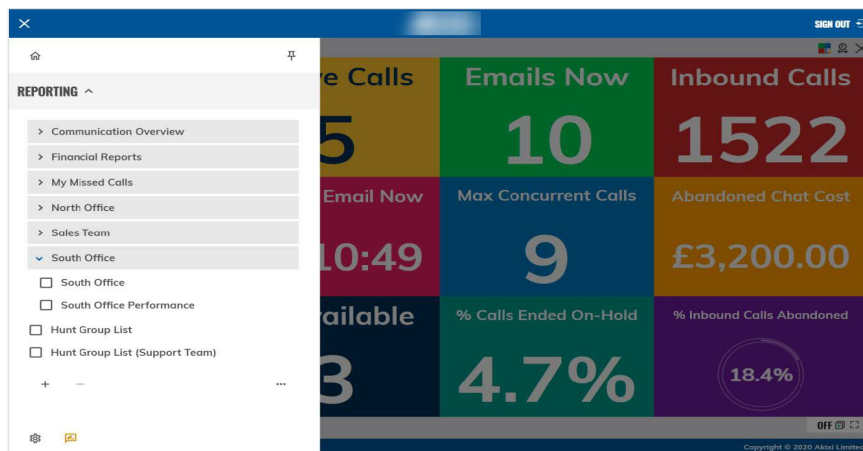 SIGN OUT
REPORTING
Communication Overview
Financial Reports
My Missed Calls
North Office
Sales Team
South Office
South Office
South Office Performance
Hunt Group List
Hunt Group List (Support Team)
Calls
5
Emails Now
10
Inbound Calls
1522
Email Now
10:49
Max Concurrent Calls
9
Abandoned Chat Cost
£3,200.00
3
% Calls Ended On-Hold
4.7%
% Inbound Calls Abandoned
18.4%
OFF
Copyright © 2020 Akixi Limited